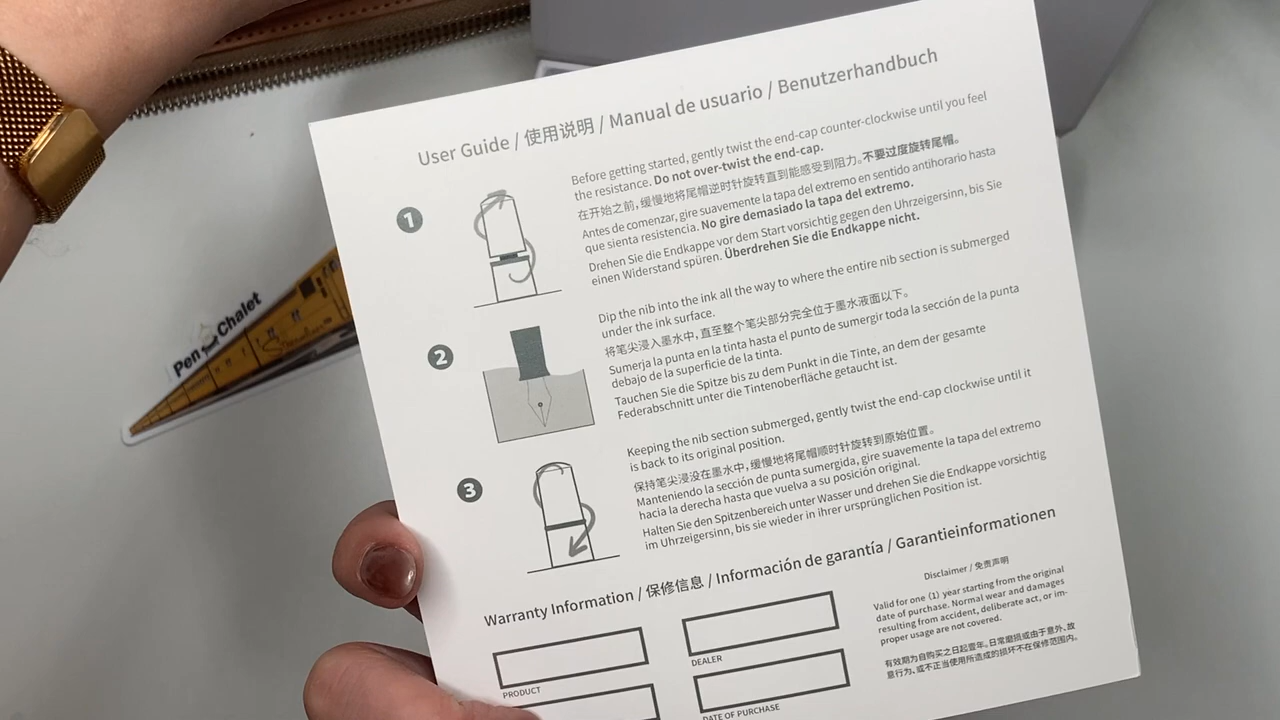 User Guide / 使用说明 / Manual de usuario / Benutzerhandbuch
1
Before getting started, gently twist the end-cap counter-clockwise until you feel
the resistance. Do not over-twist the end-cap.
在开始之前，缓慢地将尾帽逆时针旋转直到能感受到阻力。不要过度旋转尾帽。
Antes de comenzar, gire suavemente la tapa del extremo en sentido antihorario hasta
que sienta resistencia. No gire demasiado la tapa del extremo.
Drehen Sie die Endkappe vor dem Start vorsichtig gegen den Uhrzeigersinn, bis Sie
einen Widerstand spüren. Überdrehen Sie die Endkappe nicht.
2
Dip the nib into the ink all the way to where the entire nib section is submerged
under the ink surface.
将笔尖浸入墨水中，直至整个笔尖部分完全位于墨水液面以下。
Sumerja la punta en la tinta hasta el punto de sumergir toda la sección de la punta
debajo de la superficie de la tinta.
Tauchen Sie die Spitze bis zu dem Punkt in die Tinte, an dem der gesamte
Federabschnitt unter die Tintenoberfläche getaucht ist.
3
Keeping the nib section submerged, gently twist the end-cap clockwise until it
is back to its original position.
保持笔尖浸没在墨水中，缓慢地将尾帽顺时针旋转到原始位置。
Manteniendo la sección de punta sumergida, gire suavemente la tapa del extremo
hacia la derecha hasta que vuelva a su posición original.
Halten Sie den Spitzenbereich unter Wasser und drehen Sie die Endkappe vorsichtig
im Uhrzeigersinn, bis sie wieder in ihrer ursprünglichen Position ist.
Warranty Information / 保修信息 / Información de garantía / Garantieinformationen
PRODUCT
DEALER
DATE OF PURCHASE
Disclaimer / 免责声明
Valid for one (1) year starting from the original
date of purchase. Normal wear and damages
resulting from accident, deliberate act, or im-
proper usage are not covered.
有效期为自购买之日起壹年。日常磨损或由于意外、故
意行为、或不正当使用所造成的损坏不在保修范围内。
Pen Chalet